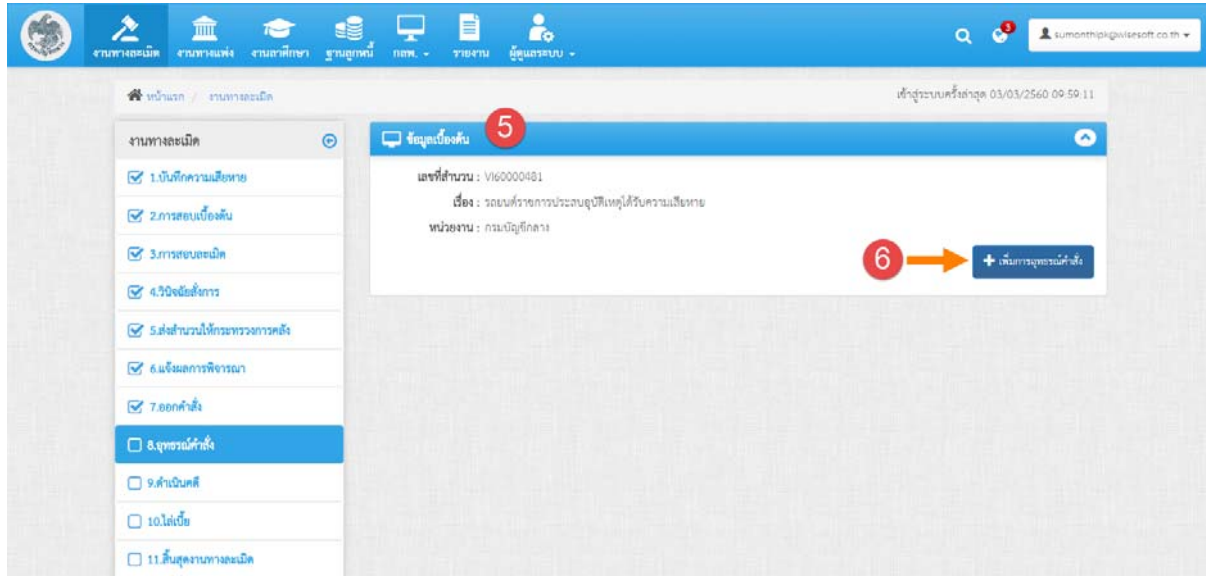 งานทางละเมิด งานทางแพ่ง งานลาศึกษา ฐานลูกหนี้ กลพ. รายงาน ผู้ดูแลระบบ
3
sumonthipk@wisesoft.co.th
หน้าแรก / งานทางละเมิด
เข้าสู่ระบบครั้งล่าสุด 03/03/2560 09:59:11
งานทางละเมิด
1.บันทึกความเสียหาย
2.การสอบเบื้องต้น
3.การสอบละเมิด
4.วินิจฉัยสั่งการ
5.ส่งสำนวนให้กระทรวงการคลัง
6.แจ้งผลการพิจารณา
7.ออกคำสั่ง
8.อุทธรณ์คำสั่ง
9.ดำเนินคดี
10.ไล่เบี้ย
11.สิ้นสุดงานทางละเมิด
ข้อมูลเบื้องต้น 5
เลขที่สำนวน : VI60000481
เรื่อง : รถยนต์ราชการประสบอุบัติเหตุได้รับความเสียหาย
หน่วยงาน : กรมบัญชีกลาง
6 เพิ่มการอุทธรณ์คำสั่ง